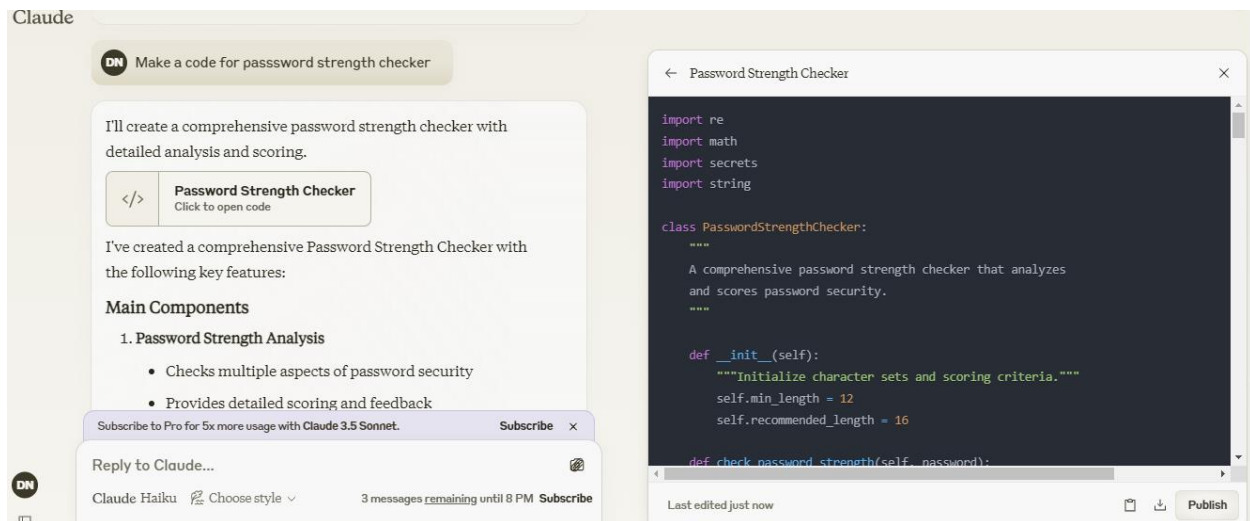 Claude
DN
Make a code for passsword strength checker
I'll create a comprehensive password strength checker with
detailed analysis and scoring.
</>
Password Strength Checker
Click to open code
I've created a comprehensive Password Strength Checker with
the following key features:
Main Components
1. Password Strength Analysis
• Checks multiple aspects of password security
• Provides detailed scoring and feedback
Subscribe to Pro for 5x more usage with Claude 3.5 Sonnet.
Subscribe ×
Reply to Claude...
DN
Claude Haiku
Choose style
3 messages remaining until 8 PM Subscribe
← Password Strength Checker ×
import re
import math
import secrets
import string
class PasswordStrengthChecker:
"""
A comprehensive password strength checker that analyzes
and scores password security.
"""
def __init__(self):
"""Initialize character sets and scoring criteria."""
self.min_length = 12
self.recommended_length = 16
def check_password_strength(self, password):
Last edited just now
Publish